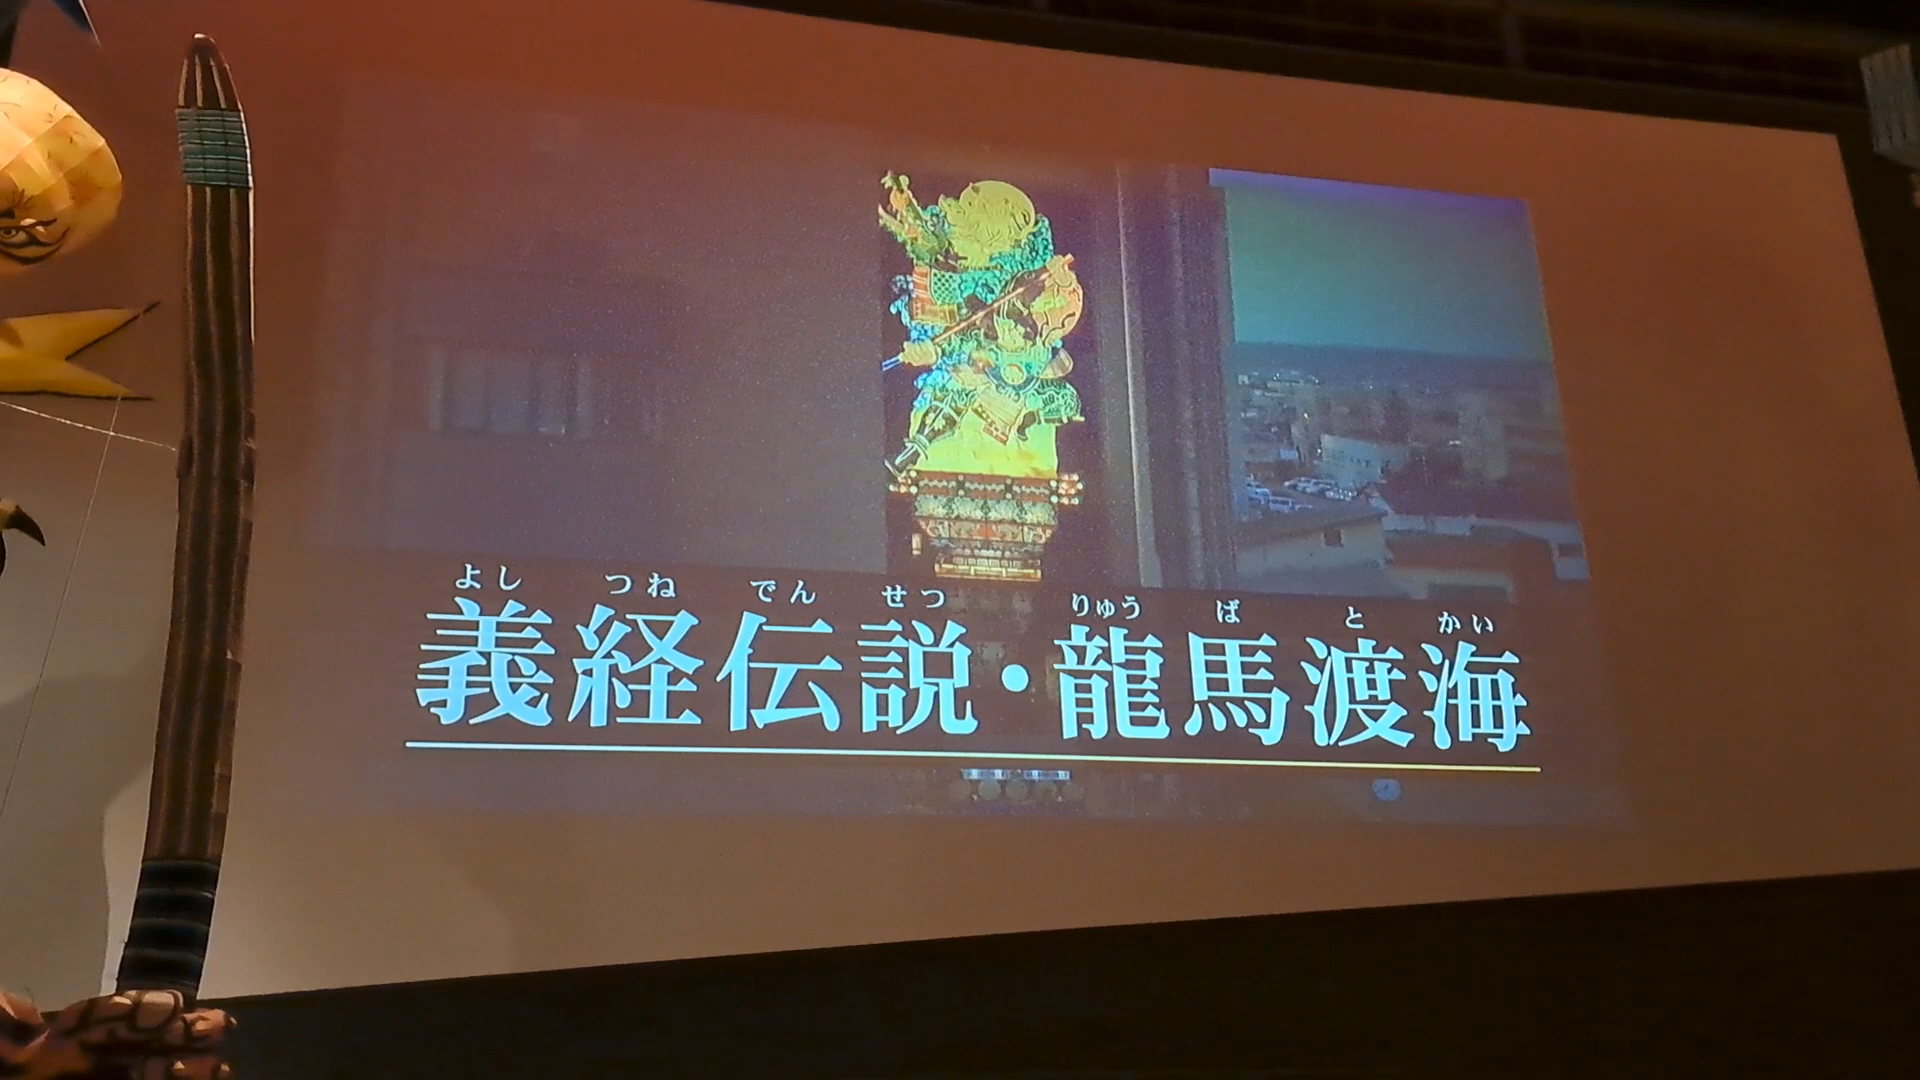 よし つね でん せつ りゅう ば と かい
義経伝説・龍馬渡海